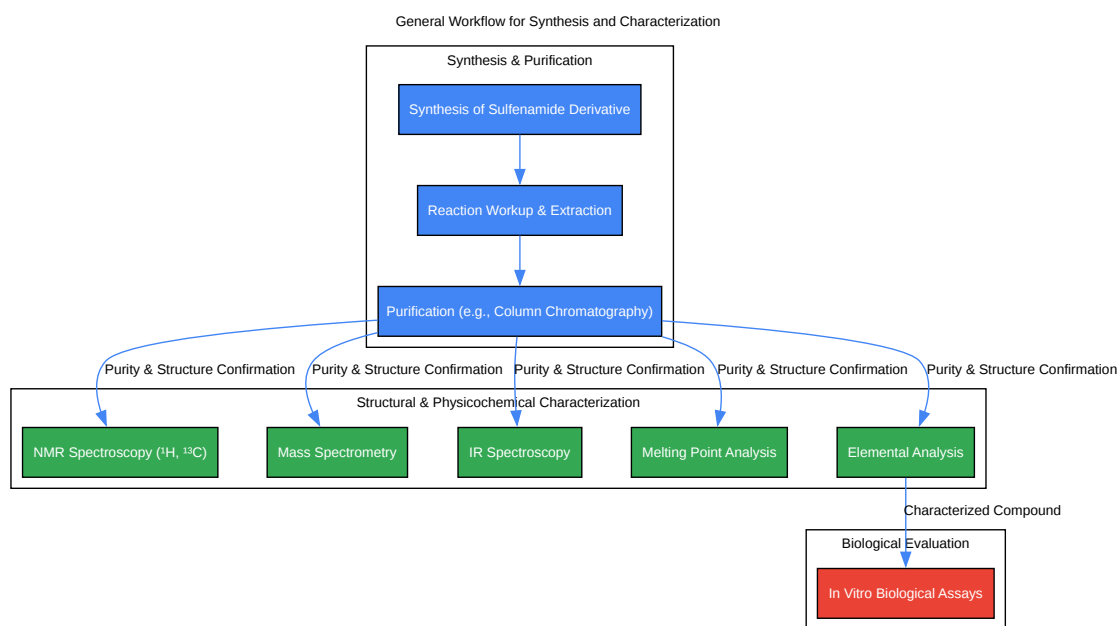 General Workflow for Synthesis and Characterization
Synthesis & Purification
Synthesis of Sulfenamide Derivative
Reaction Workup & Extraction
Purification (e.g., Column Chromatography)
Purity & Structure Confirmation
Purity & Structure Confirmation
Purity & Structure Confirmation
Purity & Structure Confirmation
Purity & Structure Confirmation
Structural & Physicochemical Characterization
NMR Spectroscopy (¹H, ¹³C)
Mass Spectrometry
IR Spectroscopy
Melting Point Analysis
Elemental Analysis
Characterized Compound
Biological Evaluation
In Vitro Biological Assays